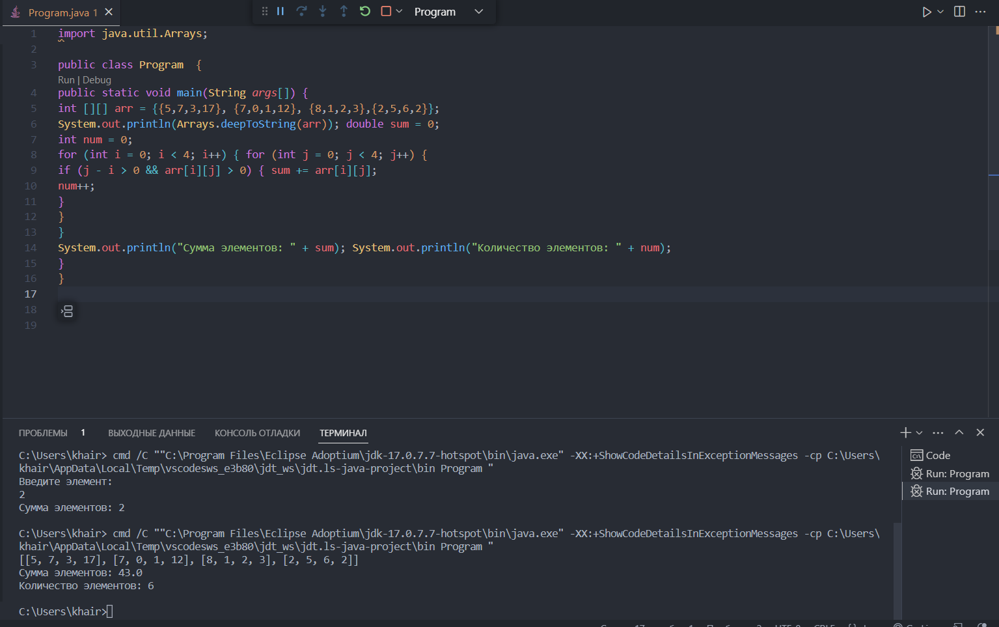 Program.java 1
Program
1 import java.util.Arrays;
2
3 public class Program {
Run | Debug
4 public static void main(String args[]) {
5 int [][] arr = {{5,7,3,17}, {7,0,1,12}, {8,1,2,3},{2,5,6,2}};
6 System.out.println(Arrays.deepToString(arr)); double sum = 0;
7 int num = 0;
8 for (int i = 0; i < 4; i++) { for (int j = 0; j < 4; j++) {
9 if (j - i > 0 && arr[i][j] > 0) { sum += arr[i][j];
10 num++;
11 }
12 }
13 }
14 System.out.println("Сумма элементов: " + sum); System.out.println("Количество элементов: " + num);
15 }
16 }
17
18
19
ПРОБЛЕМЫ 1 ВЫХОДНЫЕ ДАННЫЕ КОНСОЛЬ ОТЛАДКИ ТЕРМИНАЛ
C:\Users\khair> cmd /C ""C:\Program Files\Eclipse Adoptium\jdk-17.0.7.7-hotspot\bin\java.exe" -XX:+ShowCodeDetailsInExceptionMessages -cp C:\Users\
khair\AppData\Local\Temp\vscodesws_e3b80\jdt_ws\jdt.ls-java-project\bin Program "
Введите элемент:
2
Сумма элементов: 2
C:\Users\khair> cmd /C ""C:\Program Files\Eclipse Adoptium\jdk-17.0.7.7-hotspot\bin\java.exe" -XX:+ShowCodeDetailsInExceptionMessages -cp C:\Users\
khair\AppData\Local\Temp\vscodesws_e3b80\jdt_ws\jdt.ls-java-project\bin Program "
[[5, 7, 3, 17], [7, 0, 1, 12], [8, 1, 2, 3], [2, 5, 6, 2]]
Сумма элементов: 43.0
Количество элементов: 6
C:\Users\khair>
Code
Run: Program
Run: Program